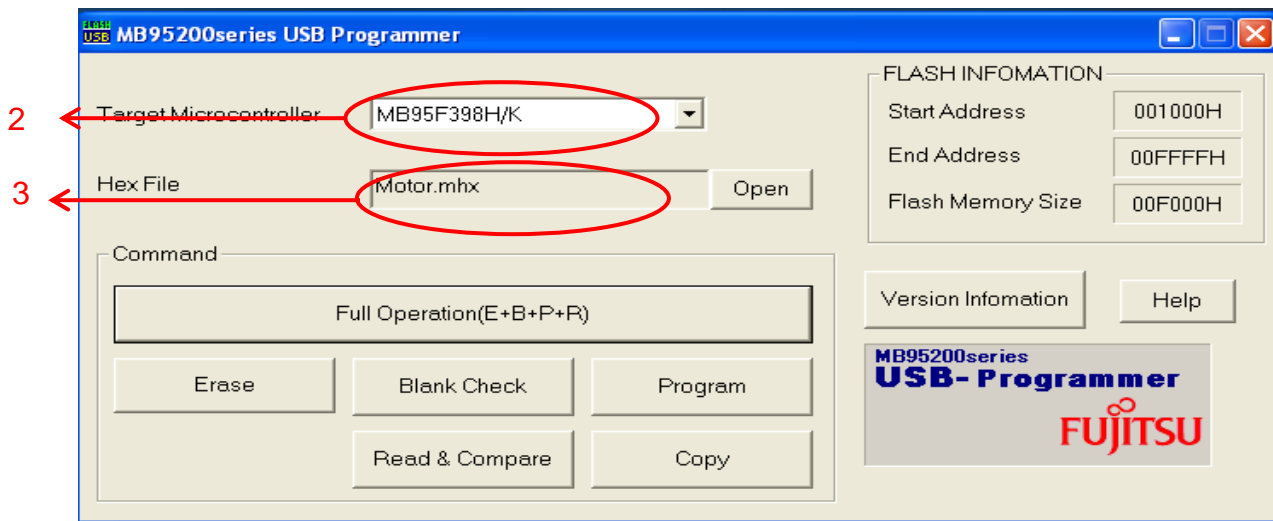 FLASH USB MB95200series USB Programmer
FLASH INFOMATION
2 Target Microcontroller MB95F398H/K
Start Address 001000H
End Address 00FFFFH
3 Hex File Motor.mhx Open
Flash Memory Size 00F000H
Command
Full Operation(E+B+P+R)
Version Infomation Help
Erase Blank Check Program
MB95200series
USB-Programmer
FUJITSU
Read & Compare Copy